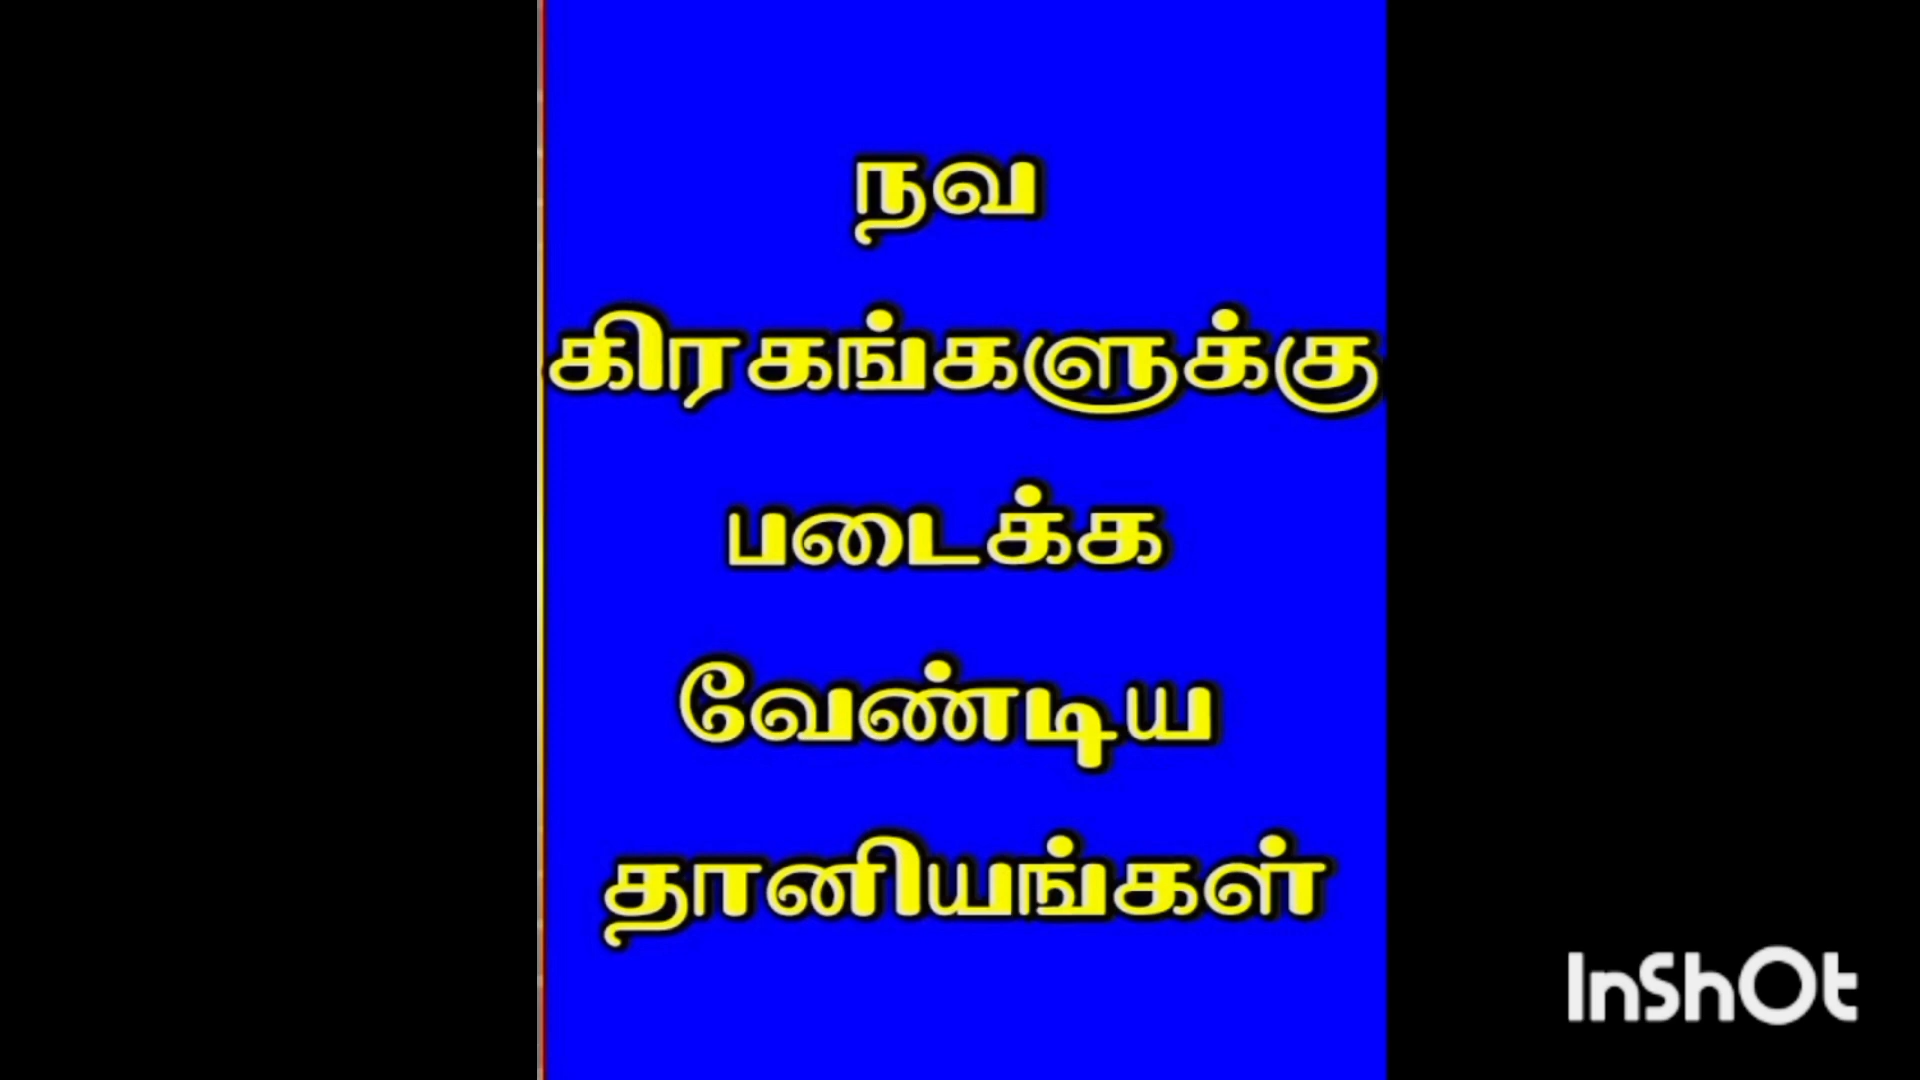 நவ
கிரகங்களுக்கு
படைக்க
வேண்டிய
தானியங்கள்
InShOt